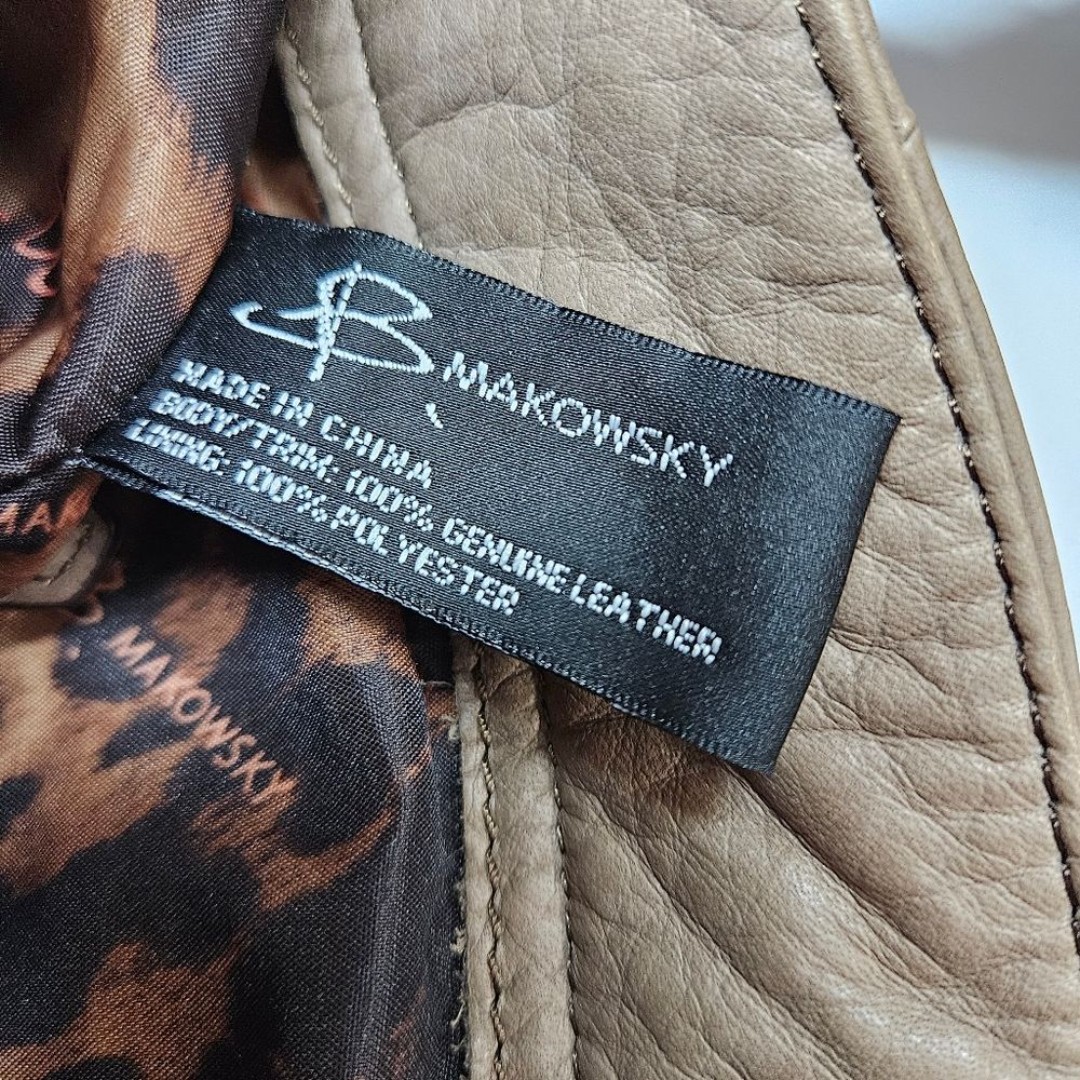 B MAKOWSKY
MADE IN CHINA
BODY/TRIM: 100% GENUINE LEATHER
LINING: 100% POLYESTER
MAKOWSKY